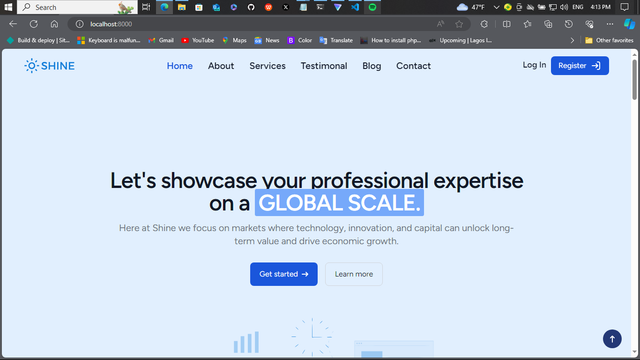 Search
47°F
ENG
4:13 PM
localhost:8000
Build & deploy | Sit...
Keyboard is malfun...
Gmail
YouTube
Maps
News
Color
Translate
How to install php...
Upcoming | Lagos I...
Other favorites
SHINE
Home
About
Services
Testimonal
Blog
Contact
Log In
Register
Let's showcase your professional expertise
on a GLOBAL SCALE.
Here at Shine we focus on markets where technology, innovation, and capital can unlock long-
term value and drive economic growth.
Get started
Learn more